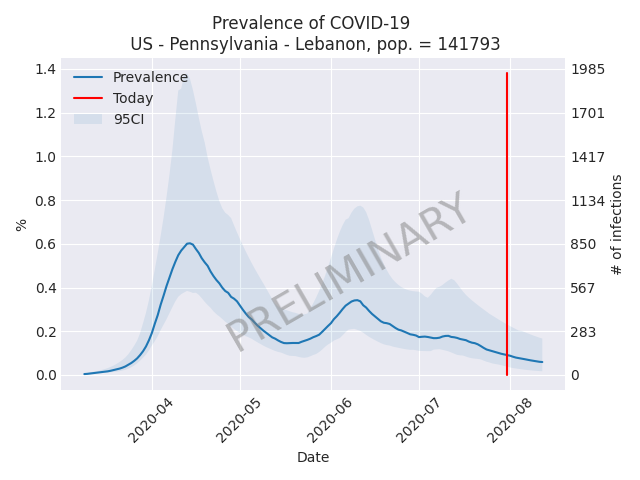 Prevalence of COVID-19
US - Pennsylvania - Lebanon, pop. = 141793
Prevalence
Today
95CI
PRELIMINARY
%
1.4
1.2
1.0
0.8
0.6
0.4
0.2
0.0
1985
1701
1417
1134
850
567
283
0
# of infections
2020-04
2020-05
2020-06
2020-07
2020-08
Date